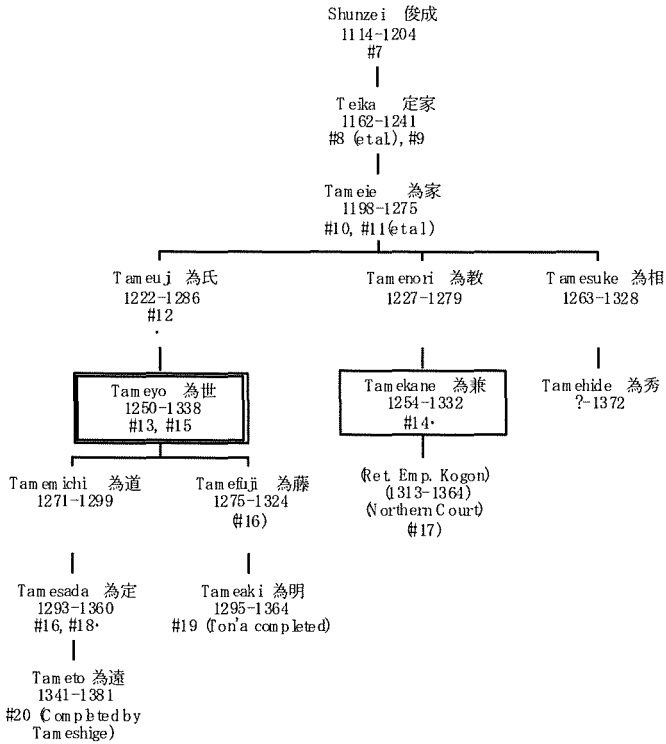 Shunzei 俊成
1114-1204
#7
Teika 定家
1162-1241
#8 (et al.), #9
Tameie 為家
1198-1275
#10, #11 (et al)
Tameuji 為氏
1222-1286
#12
Tamenori 為教
1227-1279
Tamesuke 為相
1263-1328
Tameyo 為世
1250-1338
#13, #15
Tamekane 為兼
1254-1332
#14
Tamehide 為秀
?-1372
Tamemichi 為道
1271-1299
Tamefuji 為藤
1275-1324
(#16)
(Ret. Emp. Kogon)
(1313-1364)
(Northern Court)
(#17)
Tamesada 為定
1293-1360
#16, #18
Tameaki 為明
1295-1364
#19 (Ton'a completed)
Tameto 為遠
1341-1381
#20 (Completed by
Tameshige)